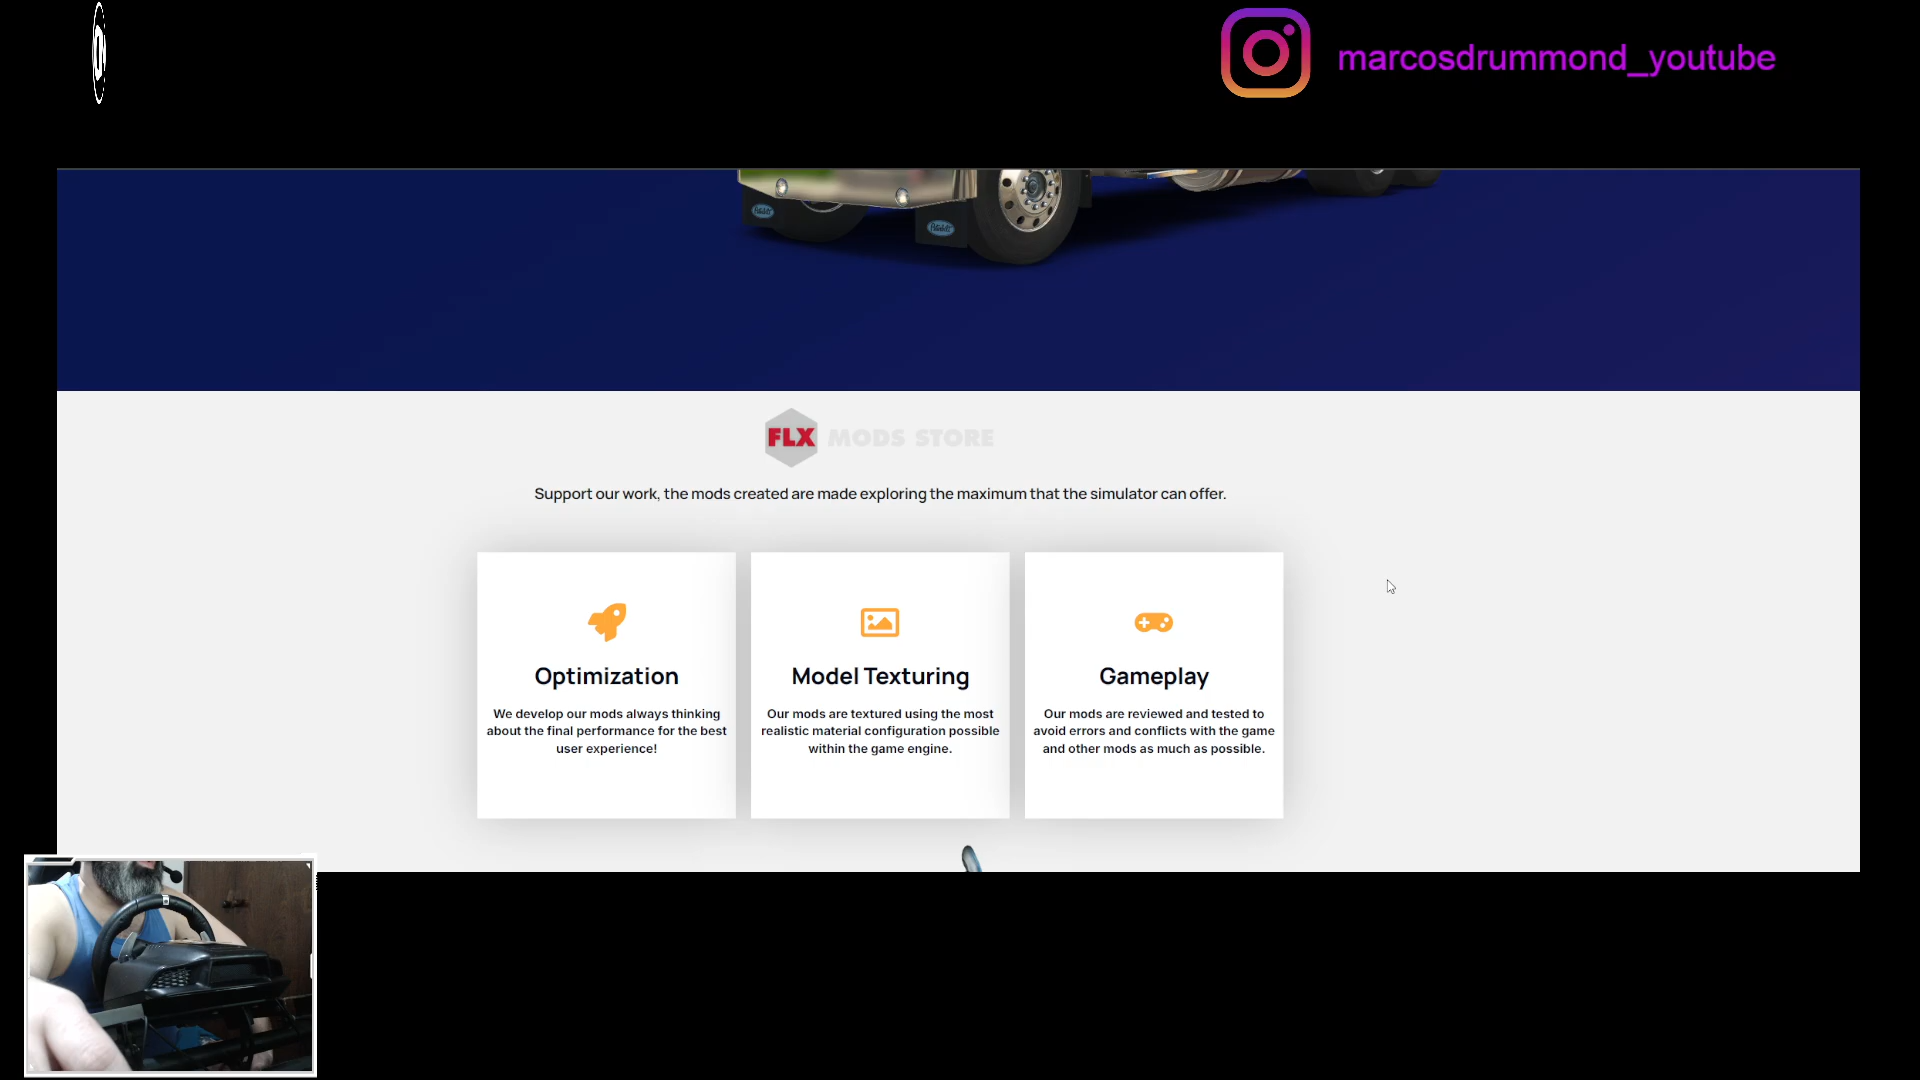 marcosdrummond_youtube
Peterbilt
Peterbilt
FLX MODS STORE
Support our work, the mods created are made exploring the maximum that the simulator can offer.
Optimization
We develop our mods always thinking
about the final performance for the best
user experience!
Model Texturing
Our mods are textured using the most
realistic material configuration possible
within the game engine.
Gameplay
Our mods are reviewed and tested to
avoid errors and conflicts with the game
and other mods as much as possible.